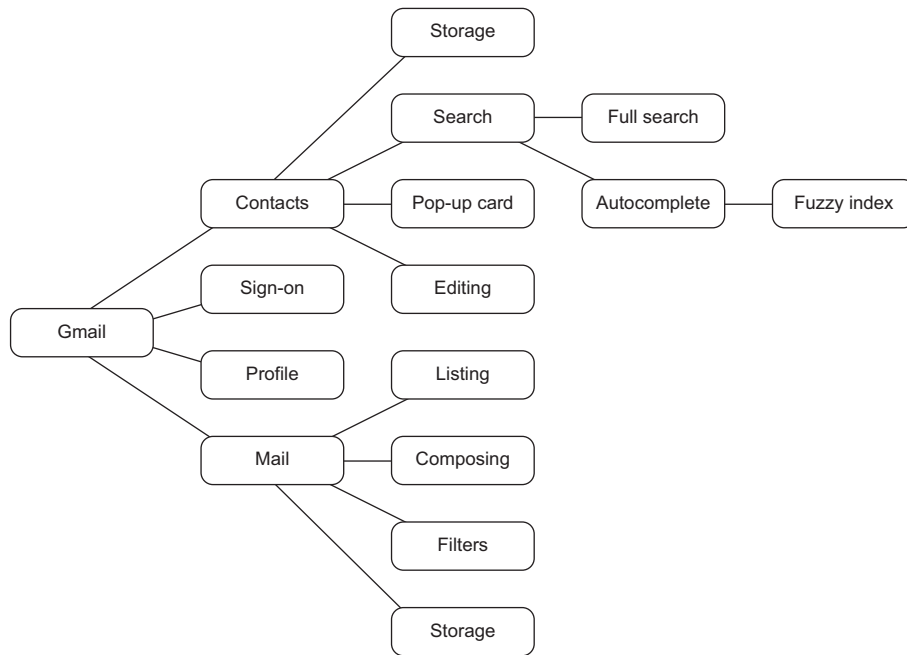 Storage
Search
Full search
Contacts
Pop-up card
Autocomplete
Fuzzy index
Sign-on
Editing
Gmail
Profile
Listing
Mail
Composing
Filters
Storage